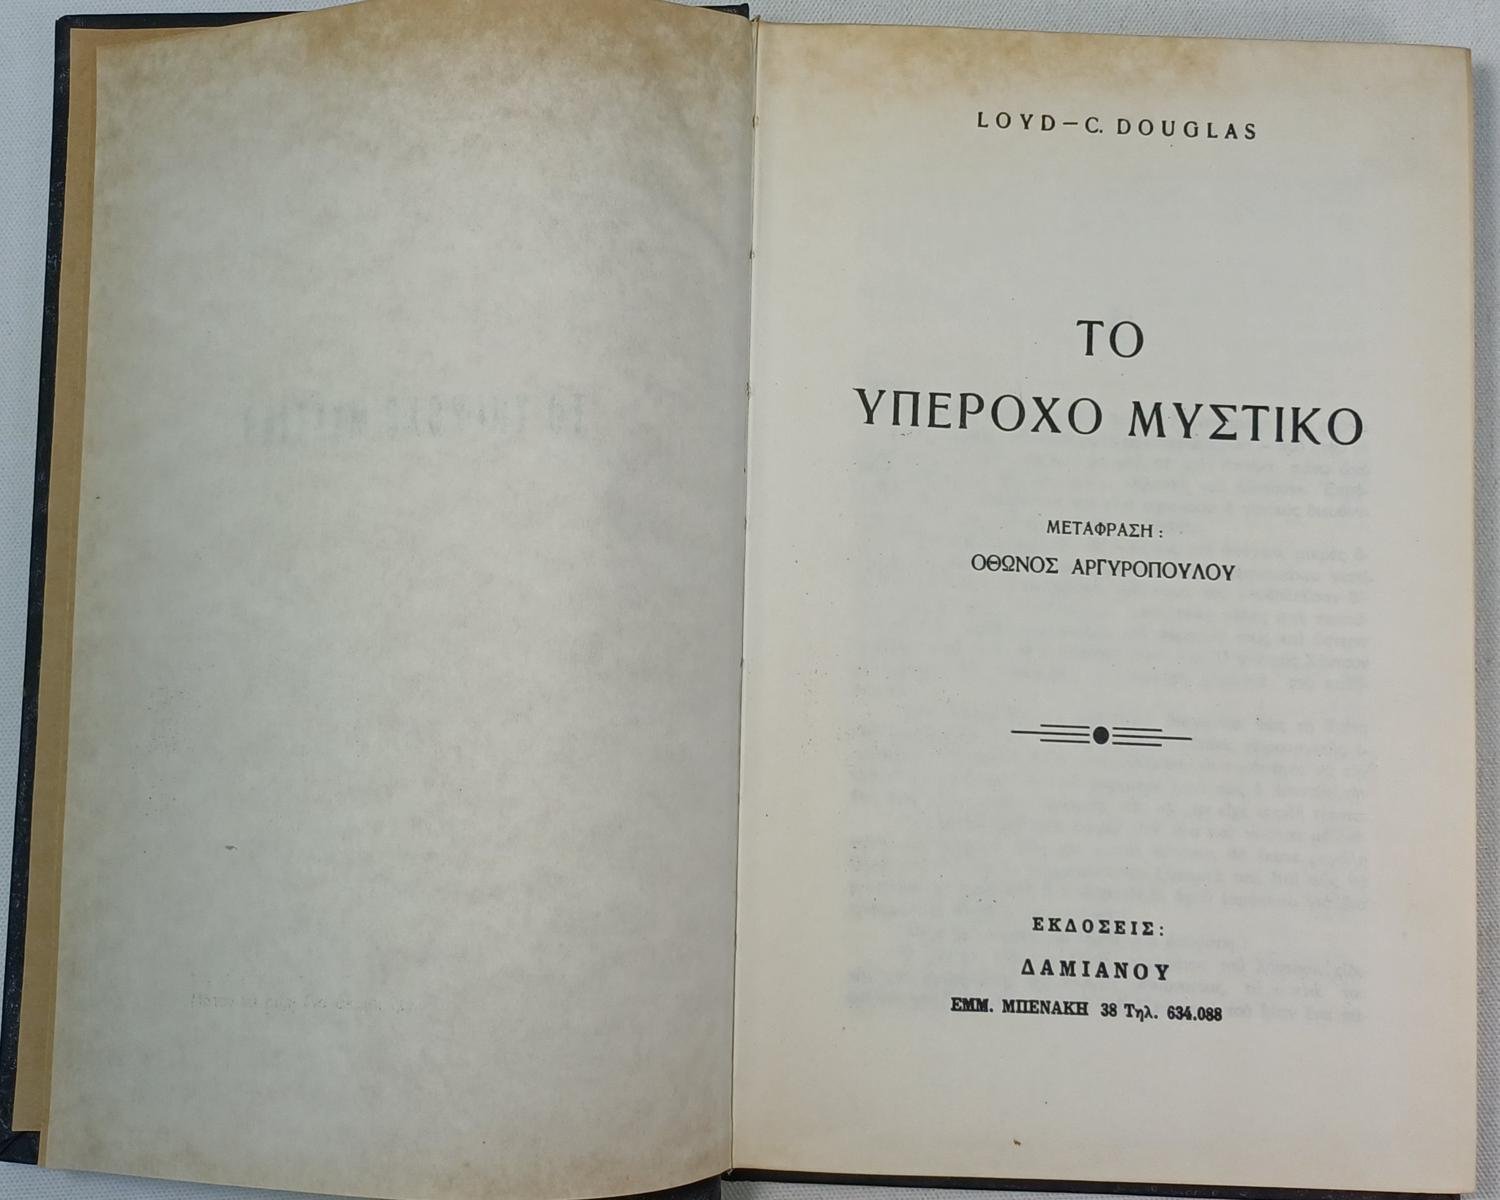 LOYD–C. DOUGLAS
ΤΟ
ΥΠΕΡΟΧΟ ΜΥΣΤΙΚΟ
ΜΕΤΑΦΡΑΣΗ:
ΟΘΩΝΟΣ ΑΡΓΥΡΟΠΟΥΛΟΥ
ΕΚΔΟΣΕΙΣ:
ΔΑΜΙΑΝΟΥ
ΕΜΜ. ΜΠΕΝΑΚΗ 38 Τηλ. 634.088